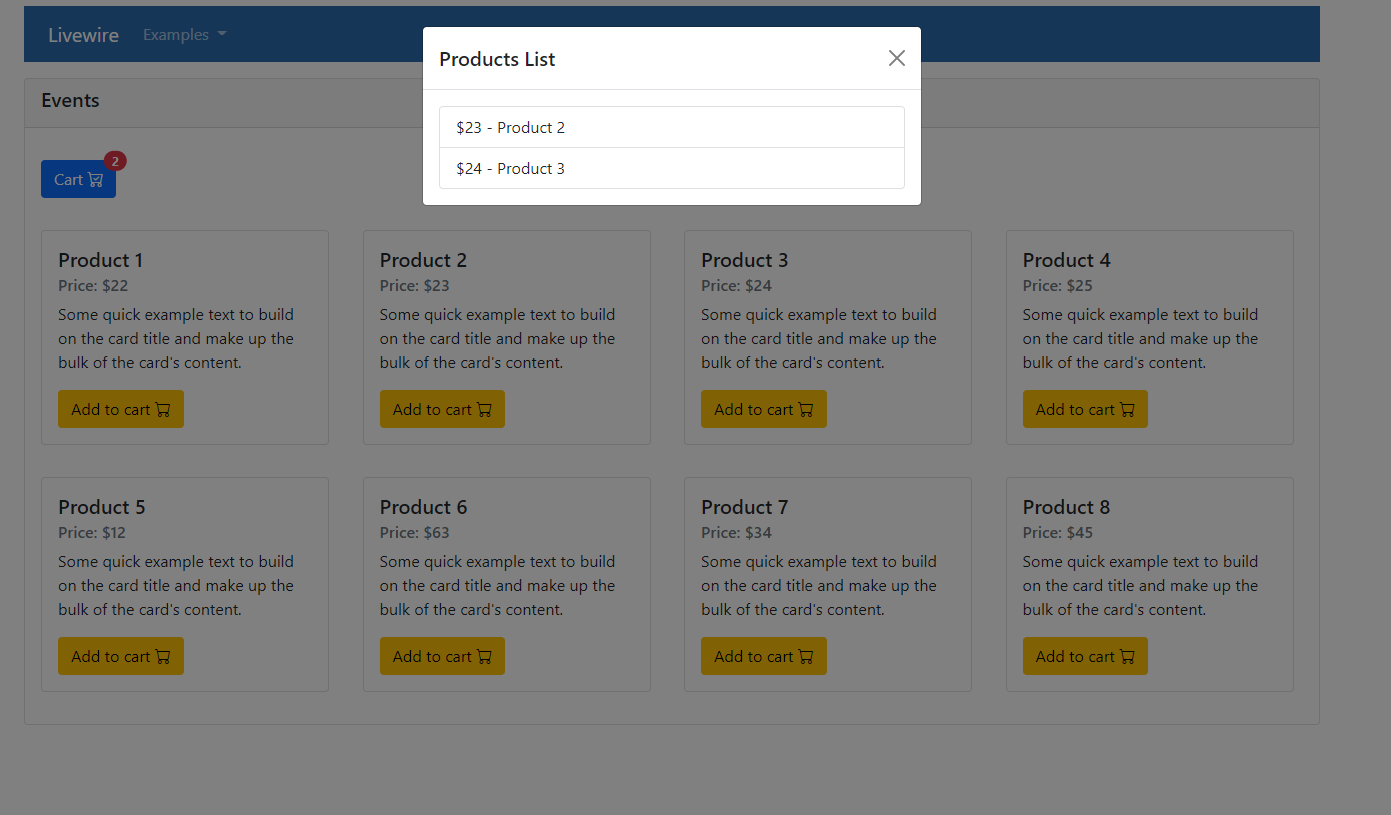 Livewire Examples
Products List
$23 - Product 2
$24 - Product 3
Events
2
Cart
Product 1
Price: $22
Some quick example text to build
on the card title and make up the
bulk of the card's content.
Add to cart
Product 2
Price: $23
Some quick example text to build
on the card title and make up the
bulk of the card's content.
Add to cart
Product 3
Price: $24
Some quick example text to build
on the card title and make up the
bulk of the card's content.
Add to cart
Product 4
Price: $25
Some quick example text to build
on the card title and make up the
bulk of the card's content.
Add to cart
Product 5
Price: $12
Some quick example text to build
on the card title and make up the
bulk of the card's content.
Add to cart
Product 6
Price: $63
Some quick example text to build
on the card title and make up the
bulk of the card's content.
Add to cart
Product 7
Price: $34
Some quick example text to build
on the card title and make up the
bulk of the card's content.
Add to cart
Product 8
Price: $45
Some quick example text to build
on the card title and make up the
bulk of the card's content.
Add to cart